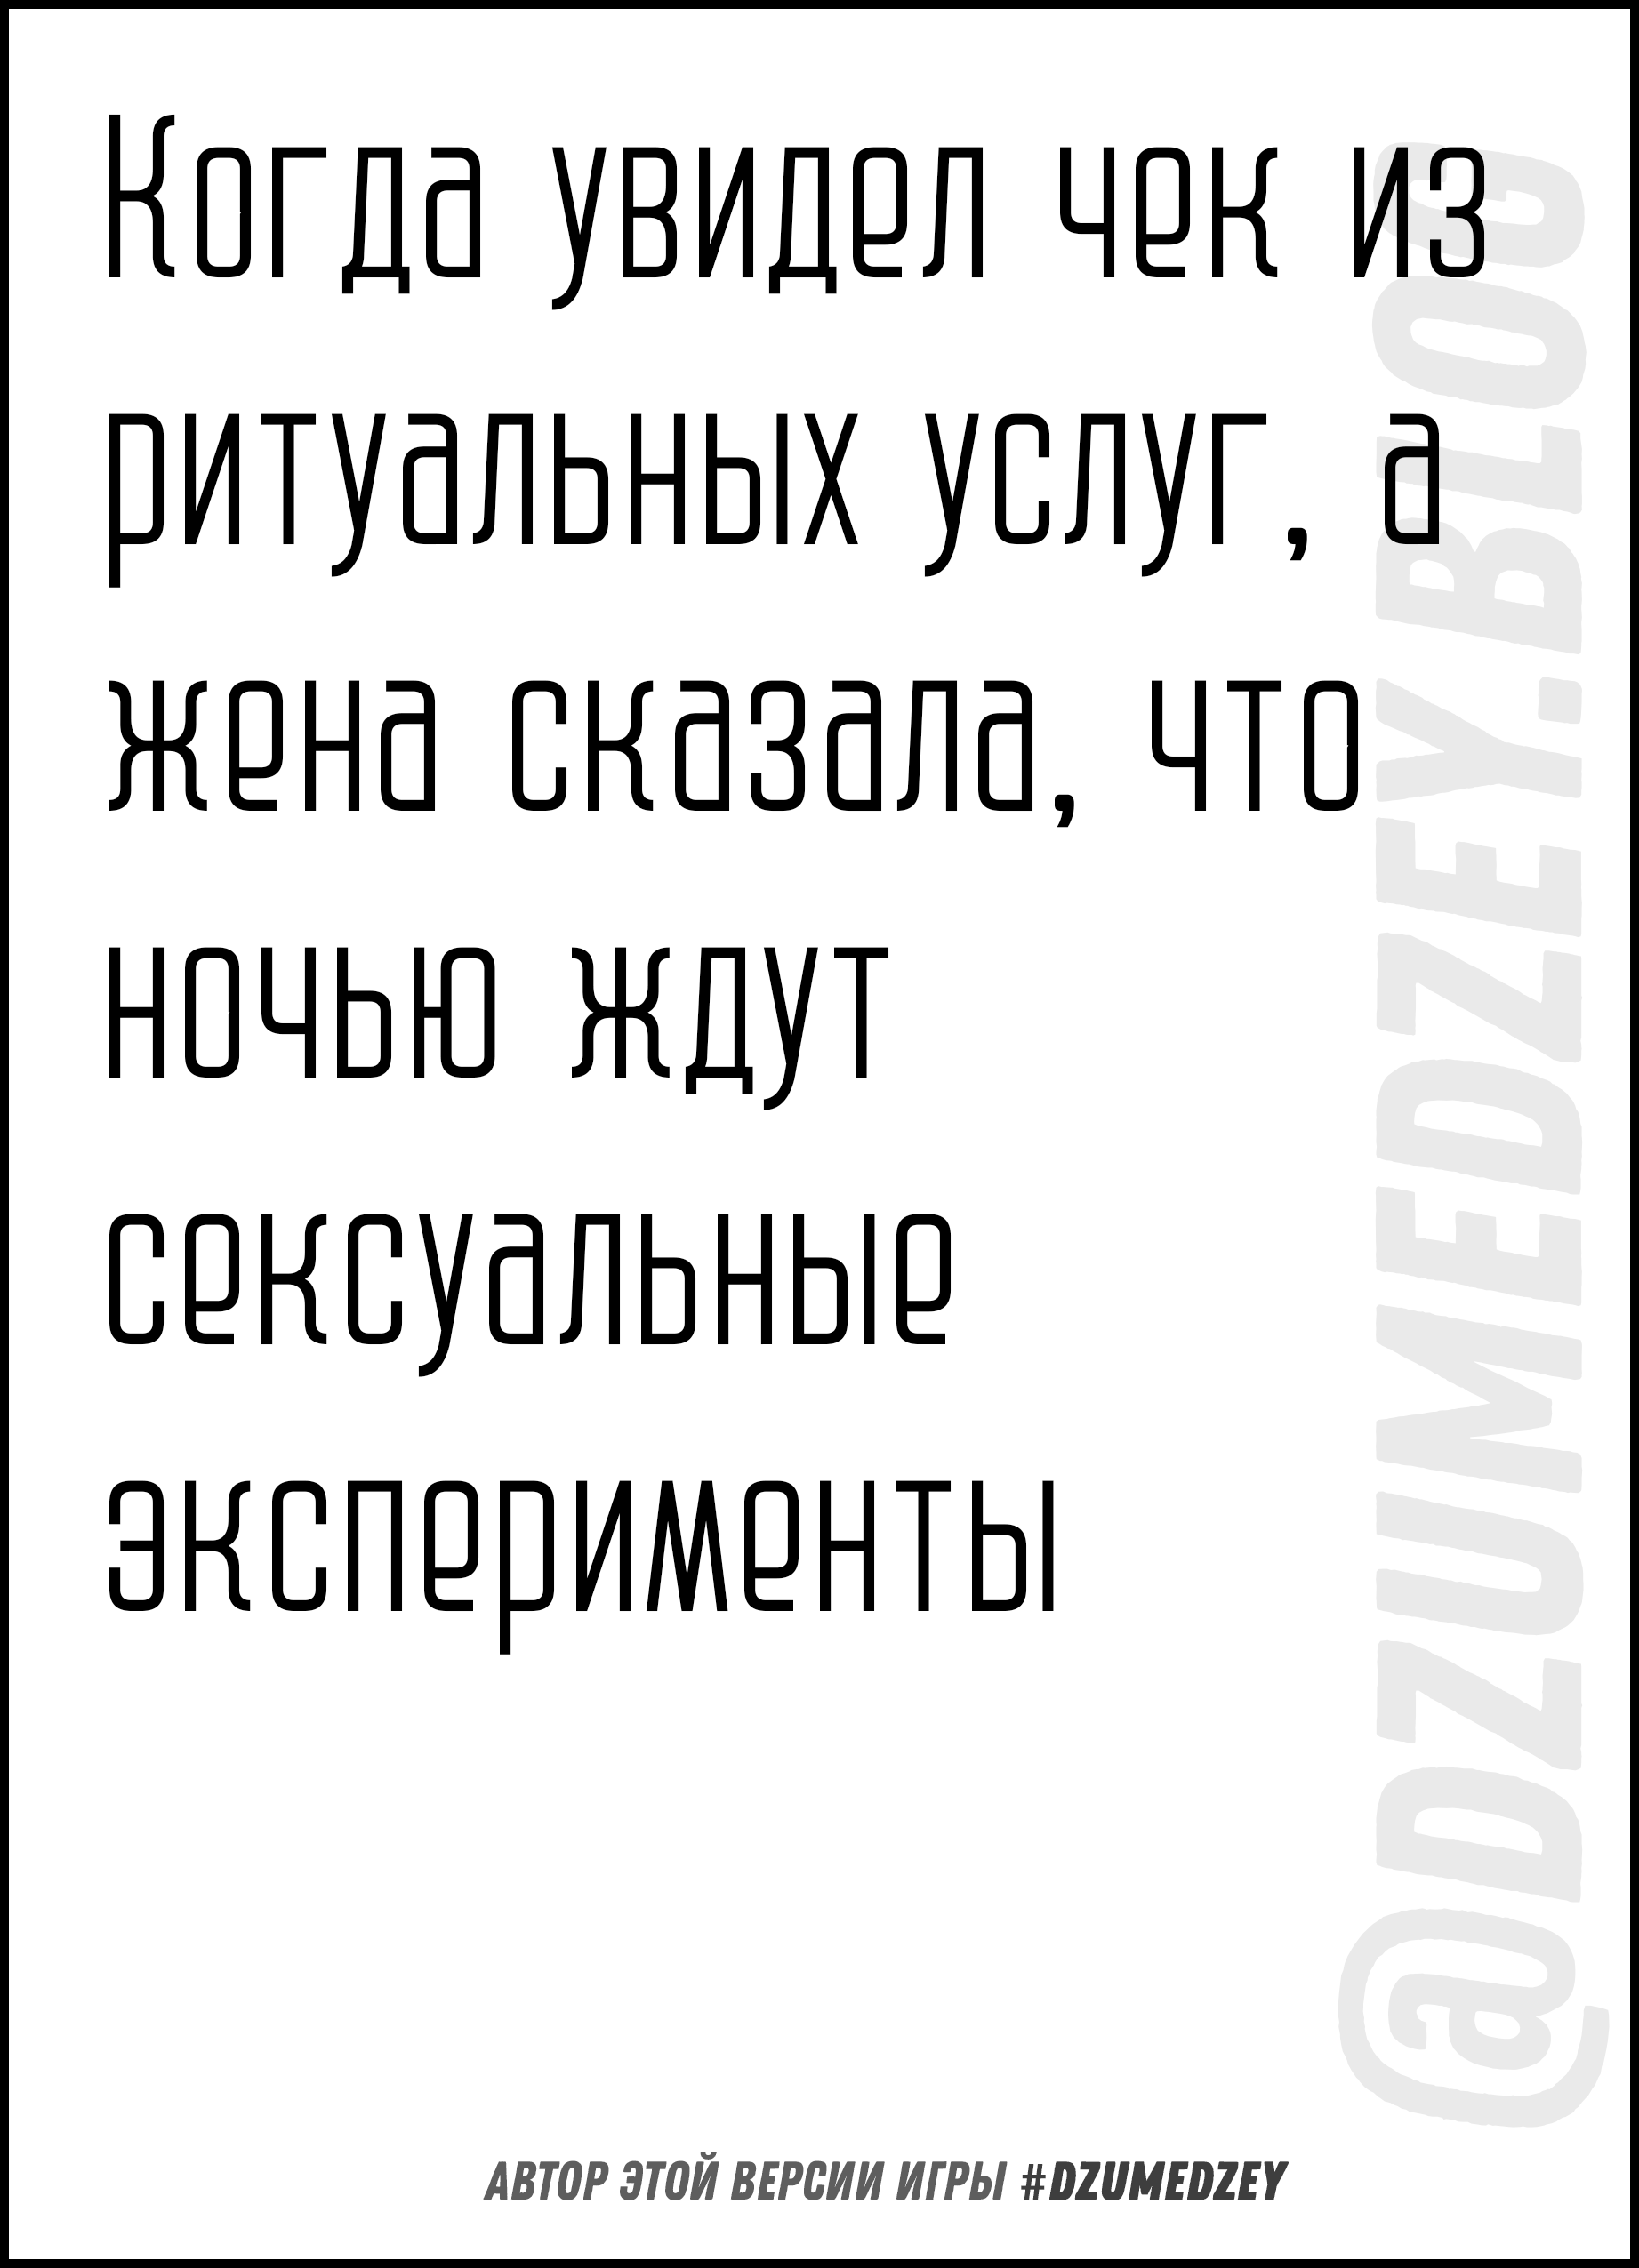 Когда увидел чек из
ритуальных услуг, а
жена сказала, что
ночью ждут
сексуальные
эксперименты
@DZUMEDZEY.BLOG
АВТОР ЭТОЙ ВЕРСИИ ИГРЫ #DZUMEDZEY